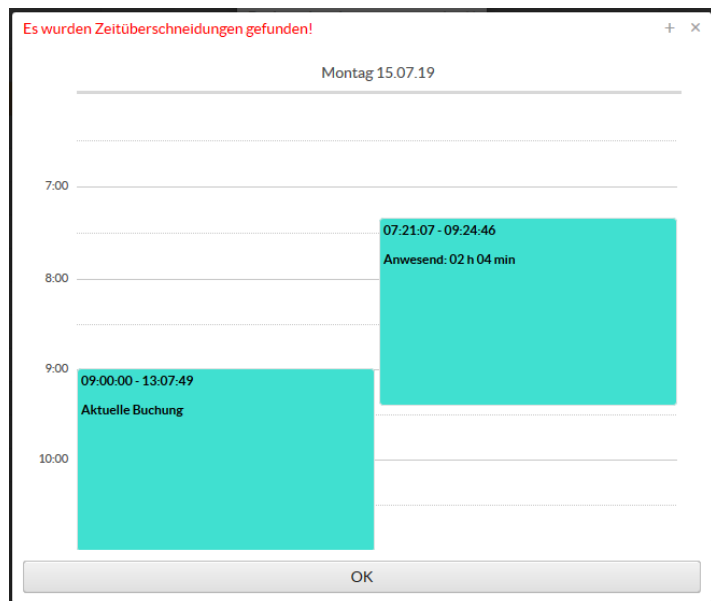 Es wurden Zeitüberschneidungen gefunden!
+ ×
Montag 15.07.19
7:00
07:21:07 - 09:24:46
Anwesend: 02 h 04 min
8:00
9:00
09:00:00 - 13:07:49
Aktuelle Buchung
10:00
OK